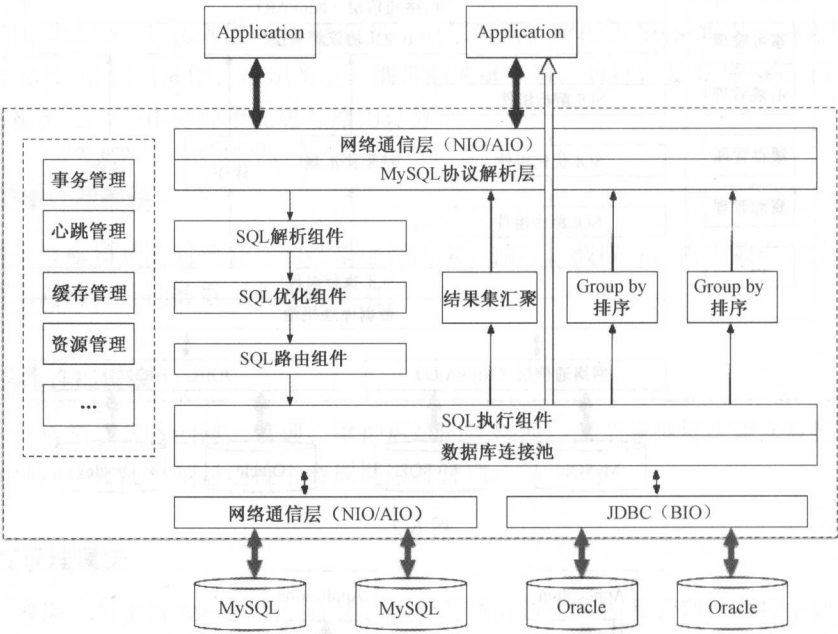 Application
Application
网络通信层（NIO/AIO）
MySQL协议解析层
事务管理
心跳管理
缓存管理
资源管理
...
SQL解析组件
SQL优化组件
SQL路由组件
结果集汇聚
Group by
排序
Group by
排序
SQL执行组件
数据库连接池
网络通信层（NIO/AIO）
JDBC（BIO）
MySQL
MySQL
Oracle
Oracle